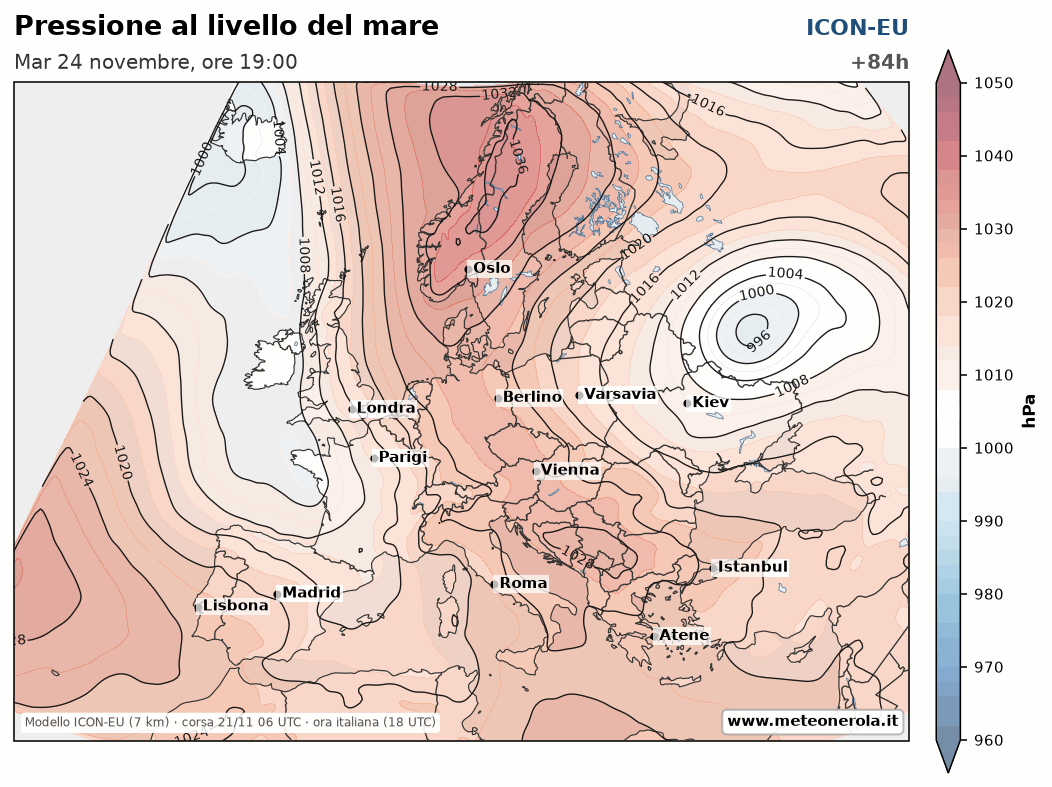 Pressione al livello del mare
ICON-EU
Mar 24 novembre, ore 19:00
+84h
1028
1032
1016
1000
1004
1036
1012
1016
1008
1020
1016
1012
1004
1000
996
1008
Oslo
Londra
Berlino
Varsavia
Kiev
Parigi
Vienna
1020
1024
1028
Roma
Istanbul
Madrid
Lisbona
Atene
28
1024
Modello ICON-EU (7 km) · corsa 21/11 06 UTC · ora italiana (18 UTC)
www.meteonerola.it
1050
1040
1030
1020
1010
1000
990
980
970
960
hPa